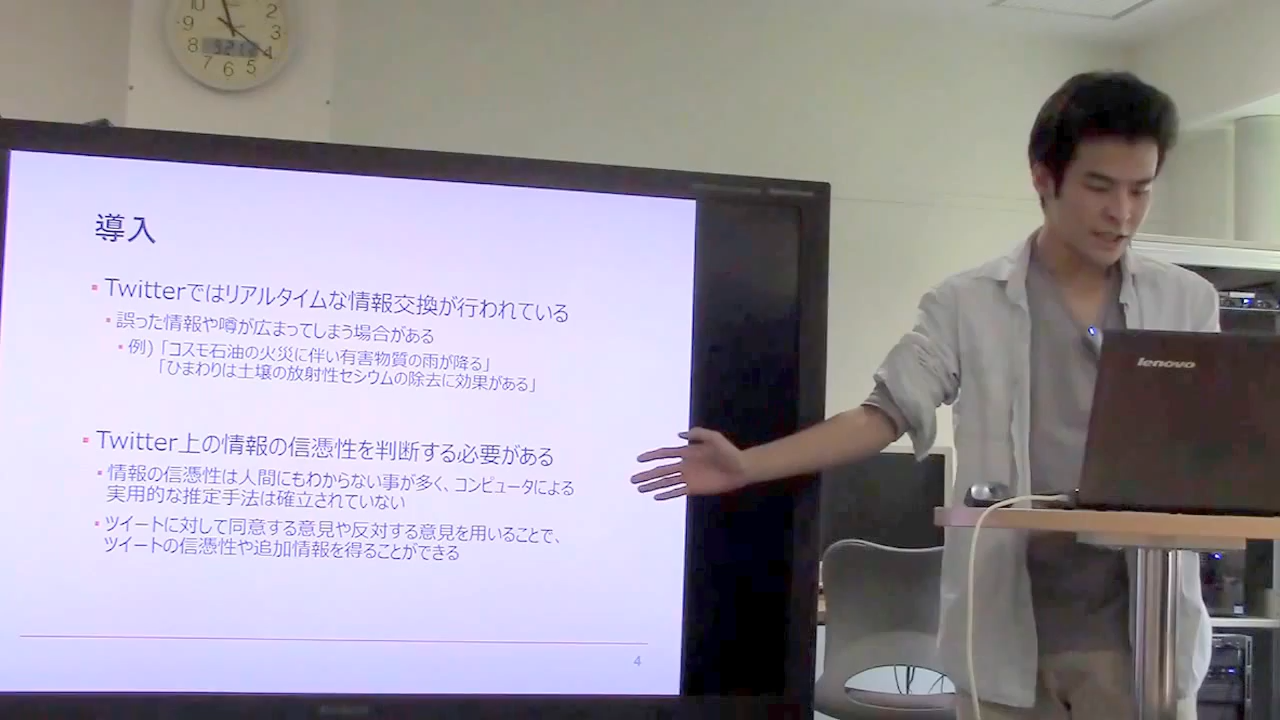 10
2
9
3
8
4
7
6
5
導入
Twitterではリアルタイムな情報交換が行われている
誤った情報や噂が広まってしまう場合がある
例) 「コスモ石油の火災に伴い有害物質の雨が降る」
「ひまわりは土壌の放射性セシウムの除去に効果がある」
Twitter上の情報の信憑性を判断する必要がある
情報の信憑性は人間にもわからない事が多く、コンピュータによる
実用的な推定手法は確立されていない
ツイートに対して同意する意見や反対する意見を用いることで、
ツイートの信憑性や追加情報を得ることができる
4
lenovo